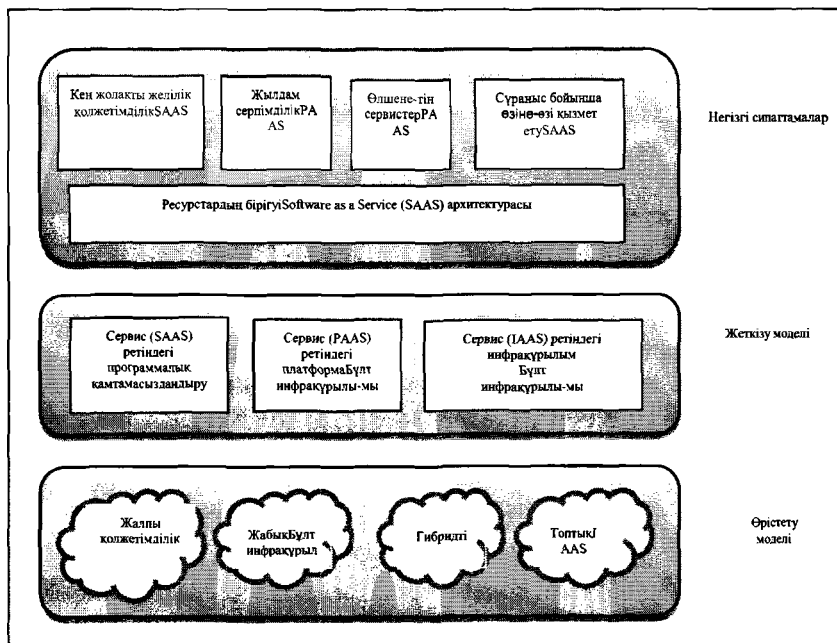 Кең жолақты желілік
қолжетімділікSAAS
Жылдам
серпімділікPA
AS
Өлшене-тін
сервистерPA
AS
Сұраныс бойынша
өзіне-өзі қызмет
етуSAAS
Негізгі сипаттамалар
Ресурстардың бірігуіSoftware as a Service (SAAS) архитектурасы
Сервис (SAAS)
ретіндегі
программалық
қамтамасыздандыру
Сервис (PAAS)
ретіндегі
платформаБұлт
инфрақұрылы-мы
Сервис (IAAS) ретіндегі
инфрақұрылым
Бұлт
инфрақұрылы-мы
Жеткізу моделі
Жалпы
қолжетімділік
ЖабықБұлт
инфрақұрыл
Гибридті
ТоптықI
AAS
Өрістету
моделі